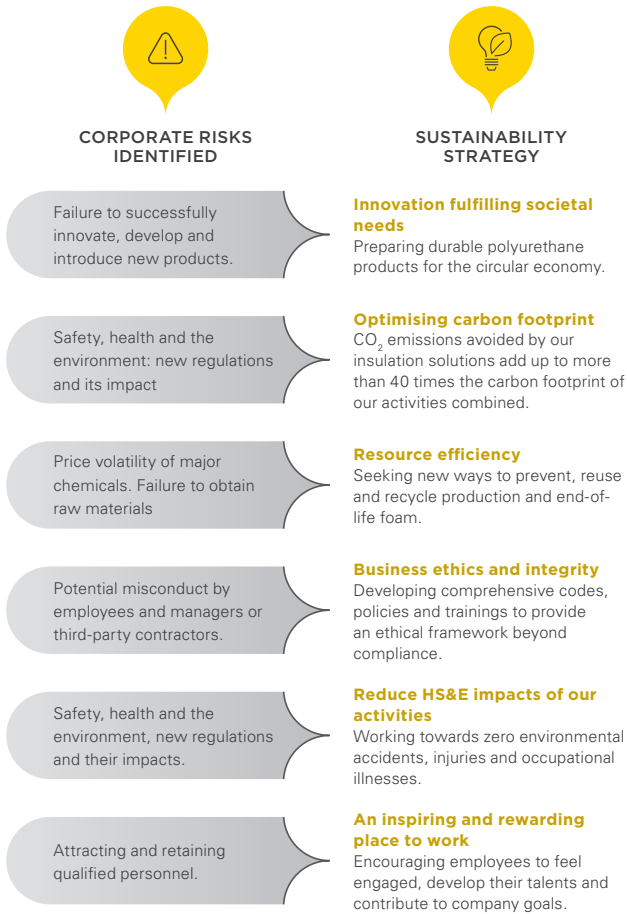 CORPORATE RISKS
IDENTIFIED
SUSTAINABILITY
STRATEGY
Failure to successfully
innovate, develop and
introduce new products.
Innovation fulfilling societal
needs
Preparing durable polyurethane
products for the circular economy.
Safety, health and the
environment: new regulations
and its impact
Optimising carbon footprint
CO₂ emissions avoided by our
insulation solutions add up to more
than 40 times the carbon footprint of
our activities combined.
Price volatility of major
chemicals. Failure to obtain
raw materials
Resource efficiency
Seeking new ways to prevent, reuse
and recycle production and end-of-
life foam.
Potential misconduct by
employees and managers or
third-party contractors.
Business ethics and integrity
Developing comprehensive codes,
policies and trainings to provide
an ethical framework beyond
compliance.
Safety, health and the
environment, new regulations
and their impacts.
Reduce HS&E impacts of our
activities
Working towards zero environmental
accidents, injuries and occupational
illnesses.
Attracting and retaining
qualified personnel.
An inspiring and rewarding
place to work
Encouraging employees to feel
engaged, develop their talents and
contribute to company goals.